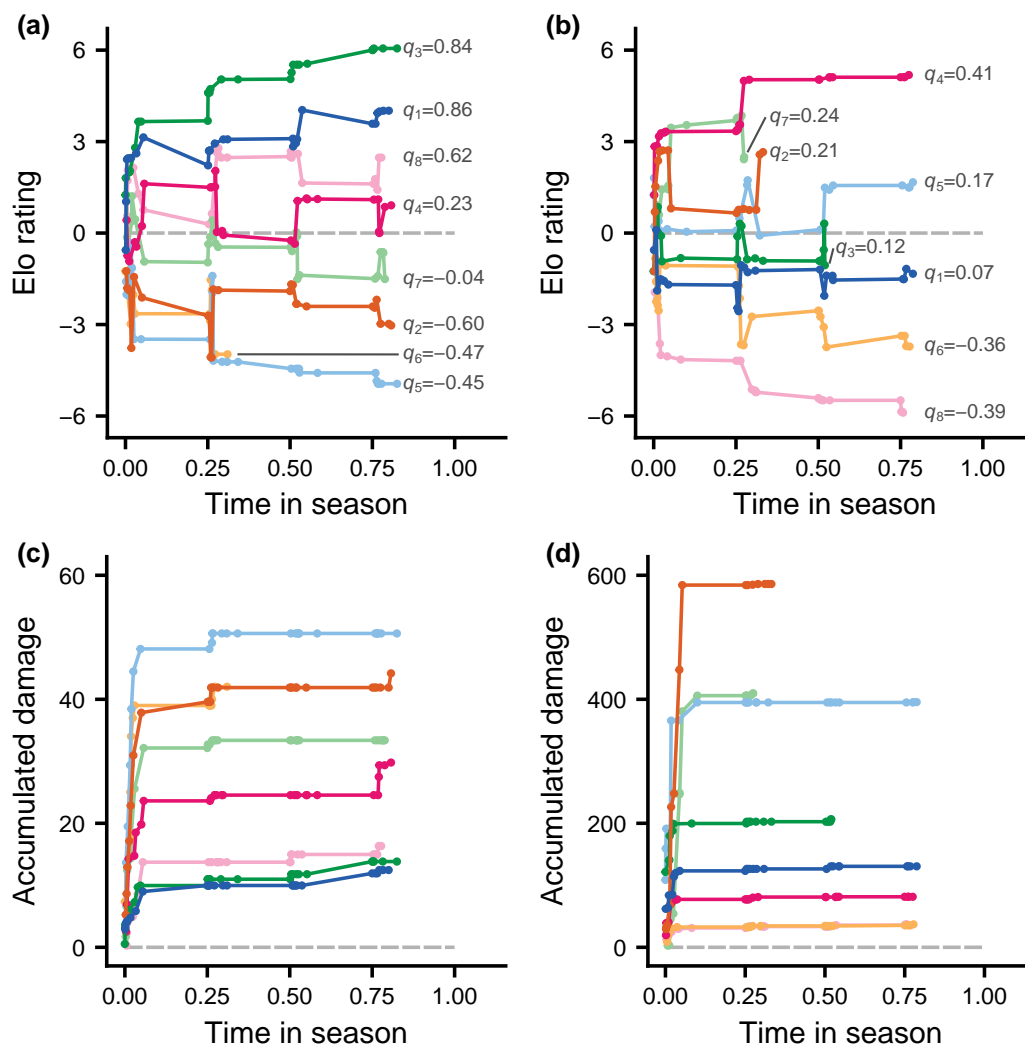 (a)
Elo rating
6
3
0
−3
−6
q3=0.84
q1=0.86
q8=0.62
q4=0.23
q7=−0.04
q2=−0.60
q6=−0.47
q5=−0.45
0.00 0.25 0.50 0.75 1.00
Time in season
(b)
Elo rating
6
3
0
−3
−6
q4=0.41
q7=0.24
q2=0.21
q5=0.17
q3=0.12
q1=0.07
q6=−0.36
q8=−0.39
0.00 0.25 0.50 0.75 1.00
Time in season
(c)
Accumulated damage
60
40
20
0
0.00 0.25 0.50 0.75 1.00
Time in season
(d)
Accumulated damage
600
400
200
0
0.00 0.25 0.50 0.75 1.00
Time in season